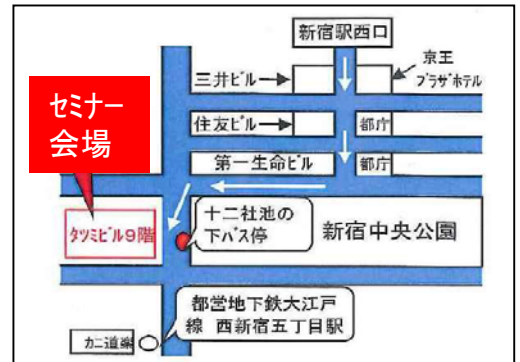 新宿駅西口
京王
プラザホテル
三井ビル
セミナー
会場
住友ビル
都庁
第一生命ビル
都庁
タツミビル9階
十二社池の
下バス停
新宿中央公園
都営地下鉄大江戸
線 西新宿五丁目駅
カニ道楽